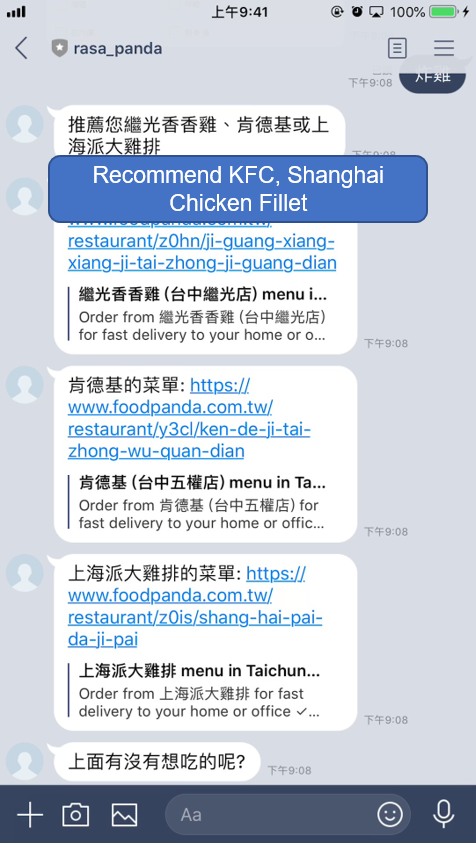 上午9:41
100%
rasa_panda
炸雞
下午9:08
推薦您繼光香香雞、肯德基或上
海派大雞排
下午9:08
Recommend KFC, Shanghai
Chicken Fillet
www.foodpanda.com.tw/
restaurant/z0hn/ji-guang-xiang-
xiang-ji-tai-zhong-ji-guang-dian
繼光香香雞 (台中繼光店) menu i...
Order from 繼光香香雞 (台中繼光店)
for fast delivery to your home or o...
下午9:08
肯德基的菜單: https://
www.foodpanda.com.tw/
restaurant/y3cl/ken-de-ji-tai-
zhong-wu-quan-dian
肯德基 (台中五權店) menu in Ta...
Order from 肯德基 (台中五權店) for
fast delivery to your home or offic...
下午9:08
上海派大雞排的菜單: https://
www.foodpanda.com.tw/
restaurant/z0is/shang-hai-pai-
da-ji-pai
上海派大雞排 menu in Taichun...
Order from 上海派大雞排 for fast
delivery to your home or office ✓...
下午9:08
上面有沒有想吃的呢?
下午9:08
Aa